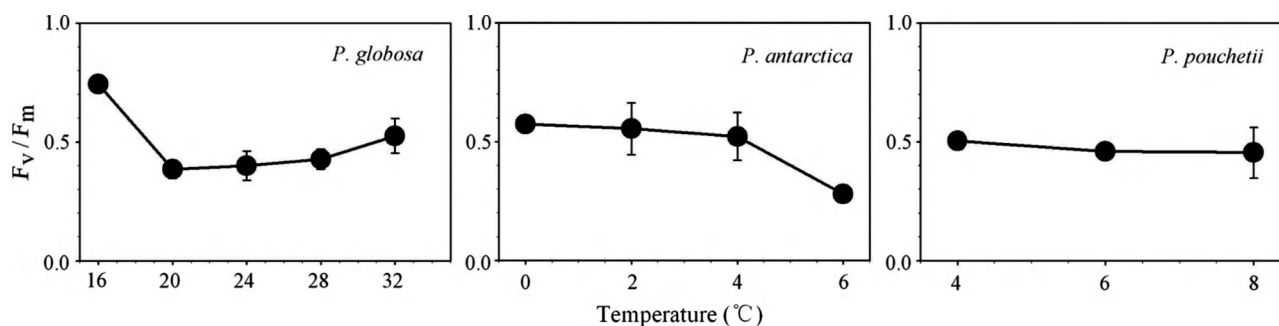 1.0
0.5
0.0
Fv/Fm
P. globosa
16 20 24 28 32
1.0
0.5
0.0
P. antarctica
0 2 4 6
1.0
0.5
0.0
P. pouchetii
4 6 8
Temperature (℃)